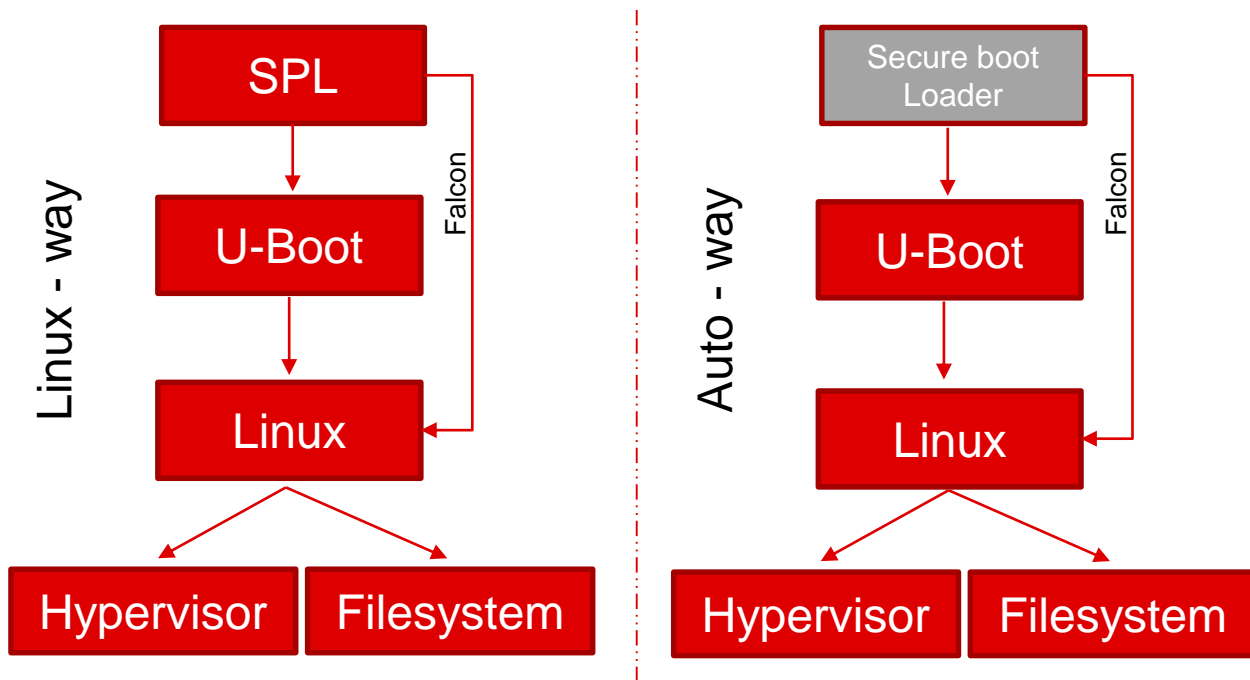 Linux - way
SPL
Falcon
U-Boot
Linux
Hypervisor
Filesystem
Auto - way
Secure boot
Loader
Falcon
U-Boot
Linux
Hypervisor
Filesystem